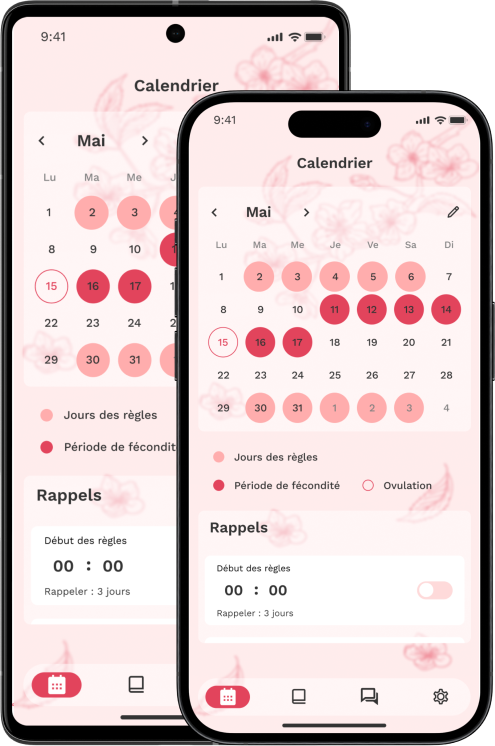 9:41
Calendrier
Mai
Lu Ma Me J
1 2 3 4
8 9 10 1
15 16 17 1
22 23 24 2
29 30 31
Jours des règles
Période de fécondit
Rappels
Début des règles
00 : 00
Rappeler : 3 jours
9:41
Calendrier
Mai
Lu Ma Me Je Ve Sa Di
1 2 3 4 5 6 7
8 9 10 11 12 13 14
15 16 17 18 19 20 21
22 23 24 25 26 27 28
29 30 31 1 2 3 4
Jours des règles
Période de fécondité Ovulation
Rappels
Début des règles
00 : 00
Rappeler : 3 jours